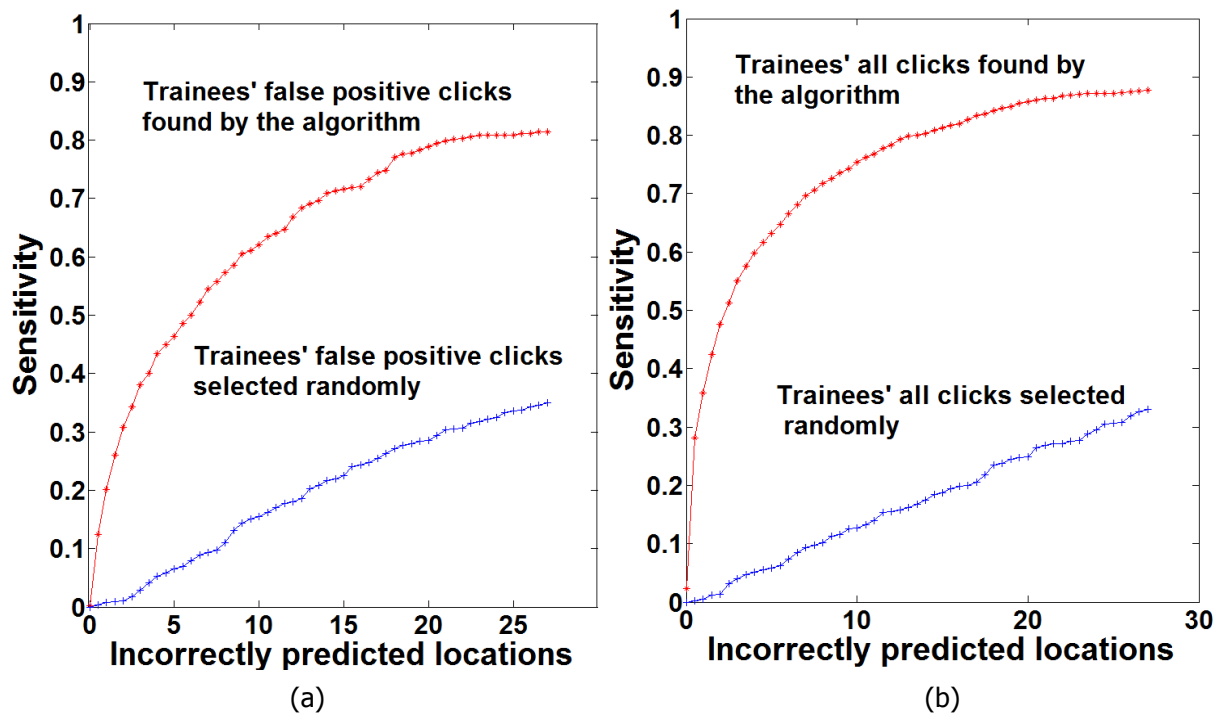 1
0.9
0.8
0.7
0.6
0.5
0.4
0.3
0.2
0.1
0
Sensitivity
Trainees' false positive clicks
found by the algorithm
Trainees' false positive clicks
selected randomly
0 5 10 15 20 25
Incorrectly predicted locations
(a)
1
0.9
0.8
0.7
0.6
0.5
0.4
0.3
0.2
0.1
0
Sensitivity
Trainees' all clicks found by
the algorithm
Trainees' all clicks selected
randomly
0 10 20 30
Incorrectly predicted locations
(b)